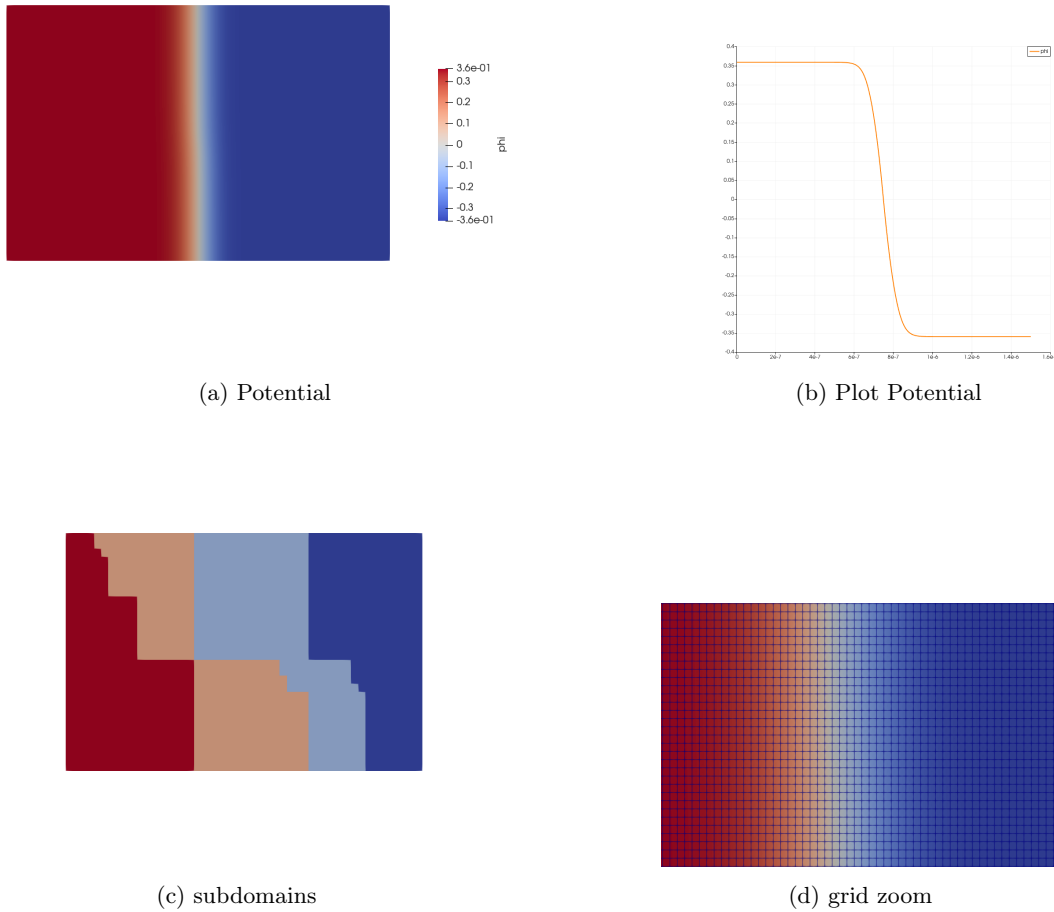 3.6e-01
0.3
0.2
0.1
0
-0.1
-0.2
-0.3
-3.6e-01
phi
(a) Potential
phi
0.4
0.35
0.3
0.25
0.2
0.15
0.1
0.05
0
-0.05
-0.1
-0.15
-0.2
-0.25
-0.3
-0.35
-0.4
0 2e-7 4e-7 6e-7 8e-7 1e-6 1.2e-6 1.4e-6 1.6e-
(b) Plot Potential
(c) subdomains
(d) grid zoom